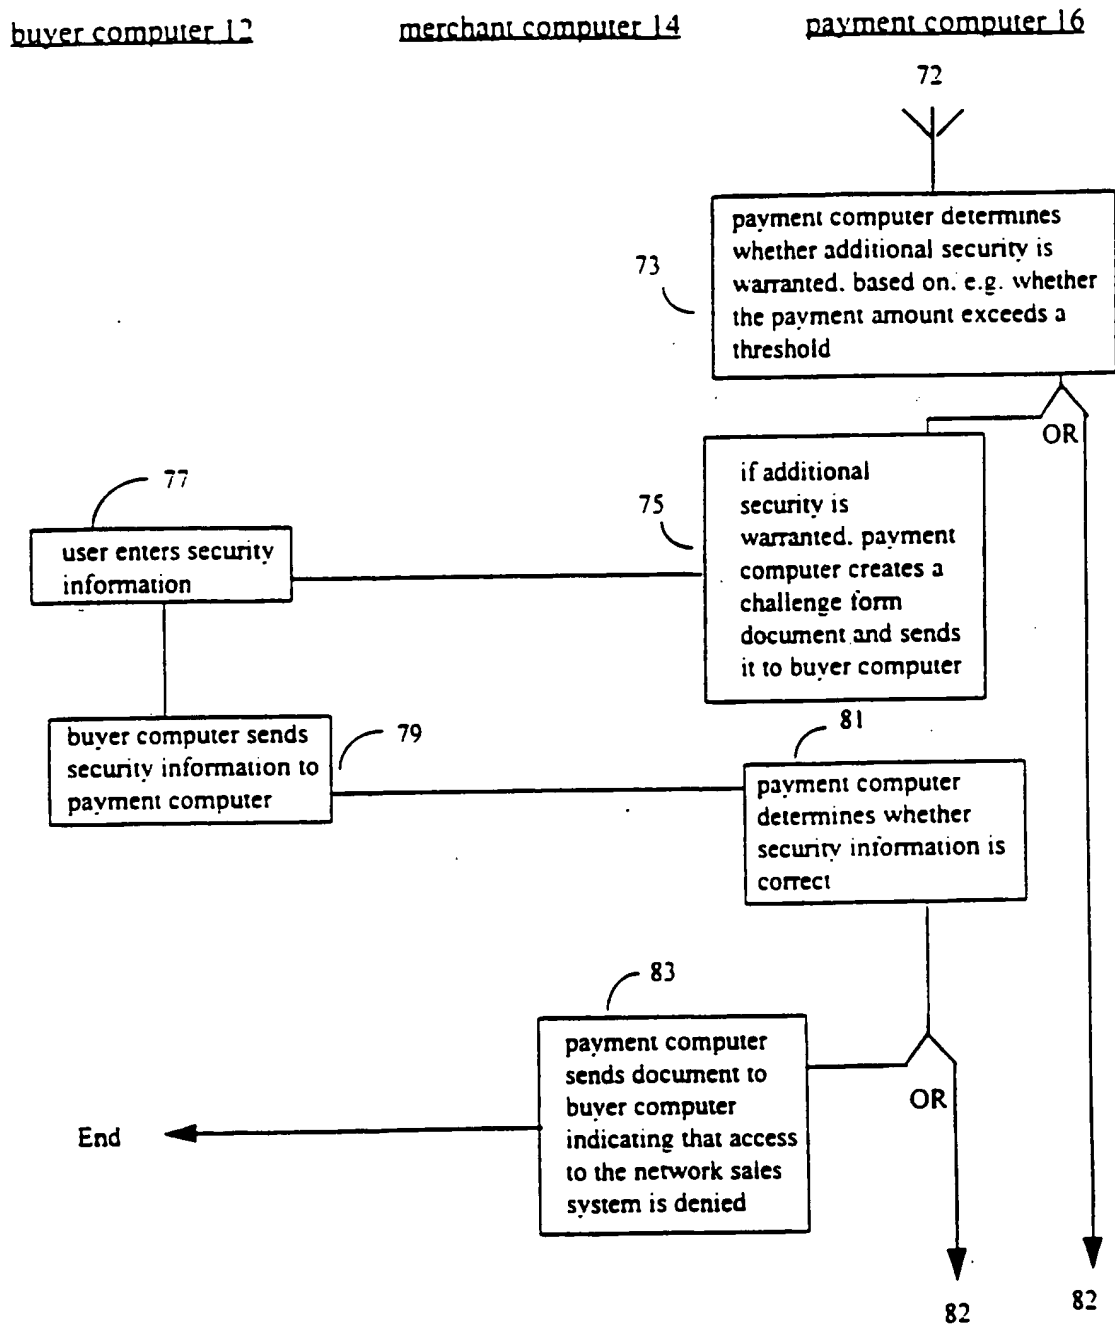 buyer computer 12
merchant computer 14
payment computer 16
72
payment computer determines
whether additional security is
warranted. based on. e.g. whether
the payment amount exceeds a
threshold
73
OR
if additional
security is
warranted. payment
computer creates a
challenge form
document and sends
it to buyer computer
75
77
user enters security
information
buyer computer sends
security information to
payment computer
79
81
payment computer
determines whether
security information is
correct
83
payment computer
sends document to
buyer computer
indicating that access
to the network sales
system is denied
OR
End
82
82